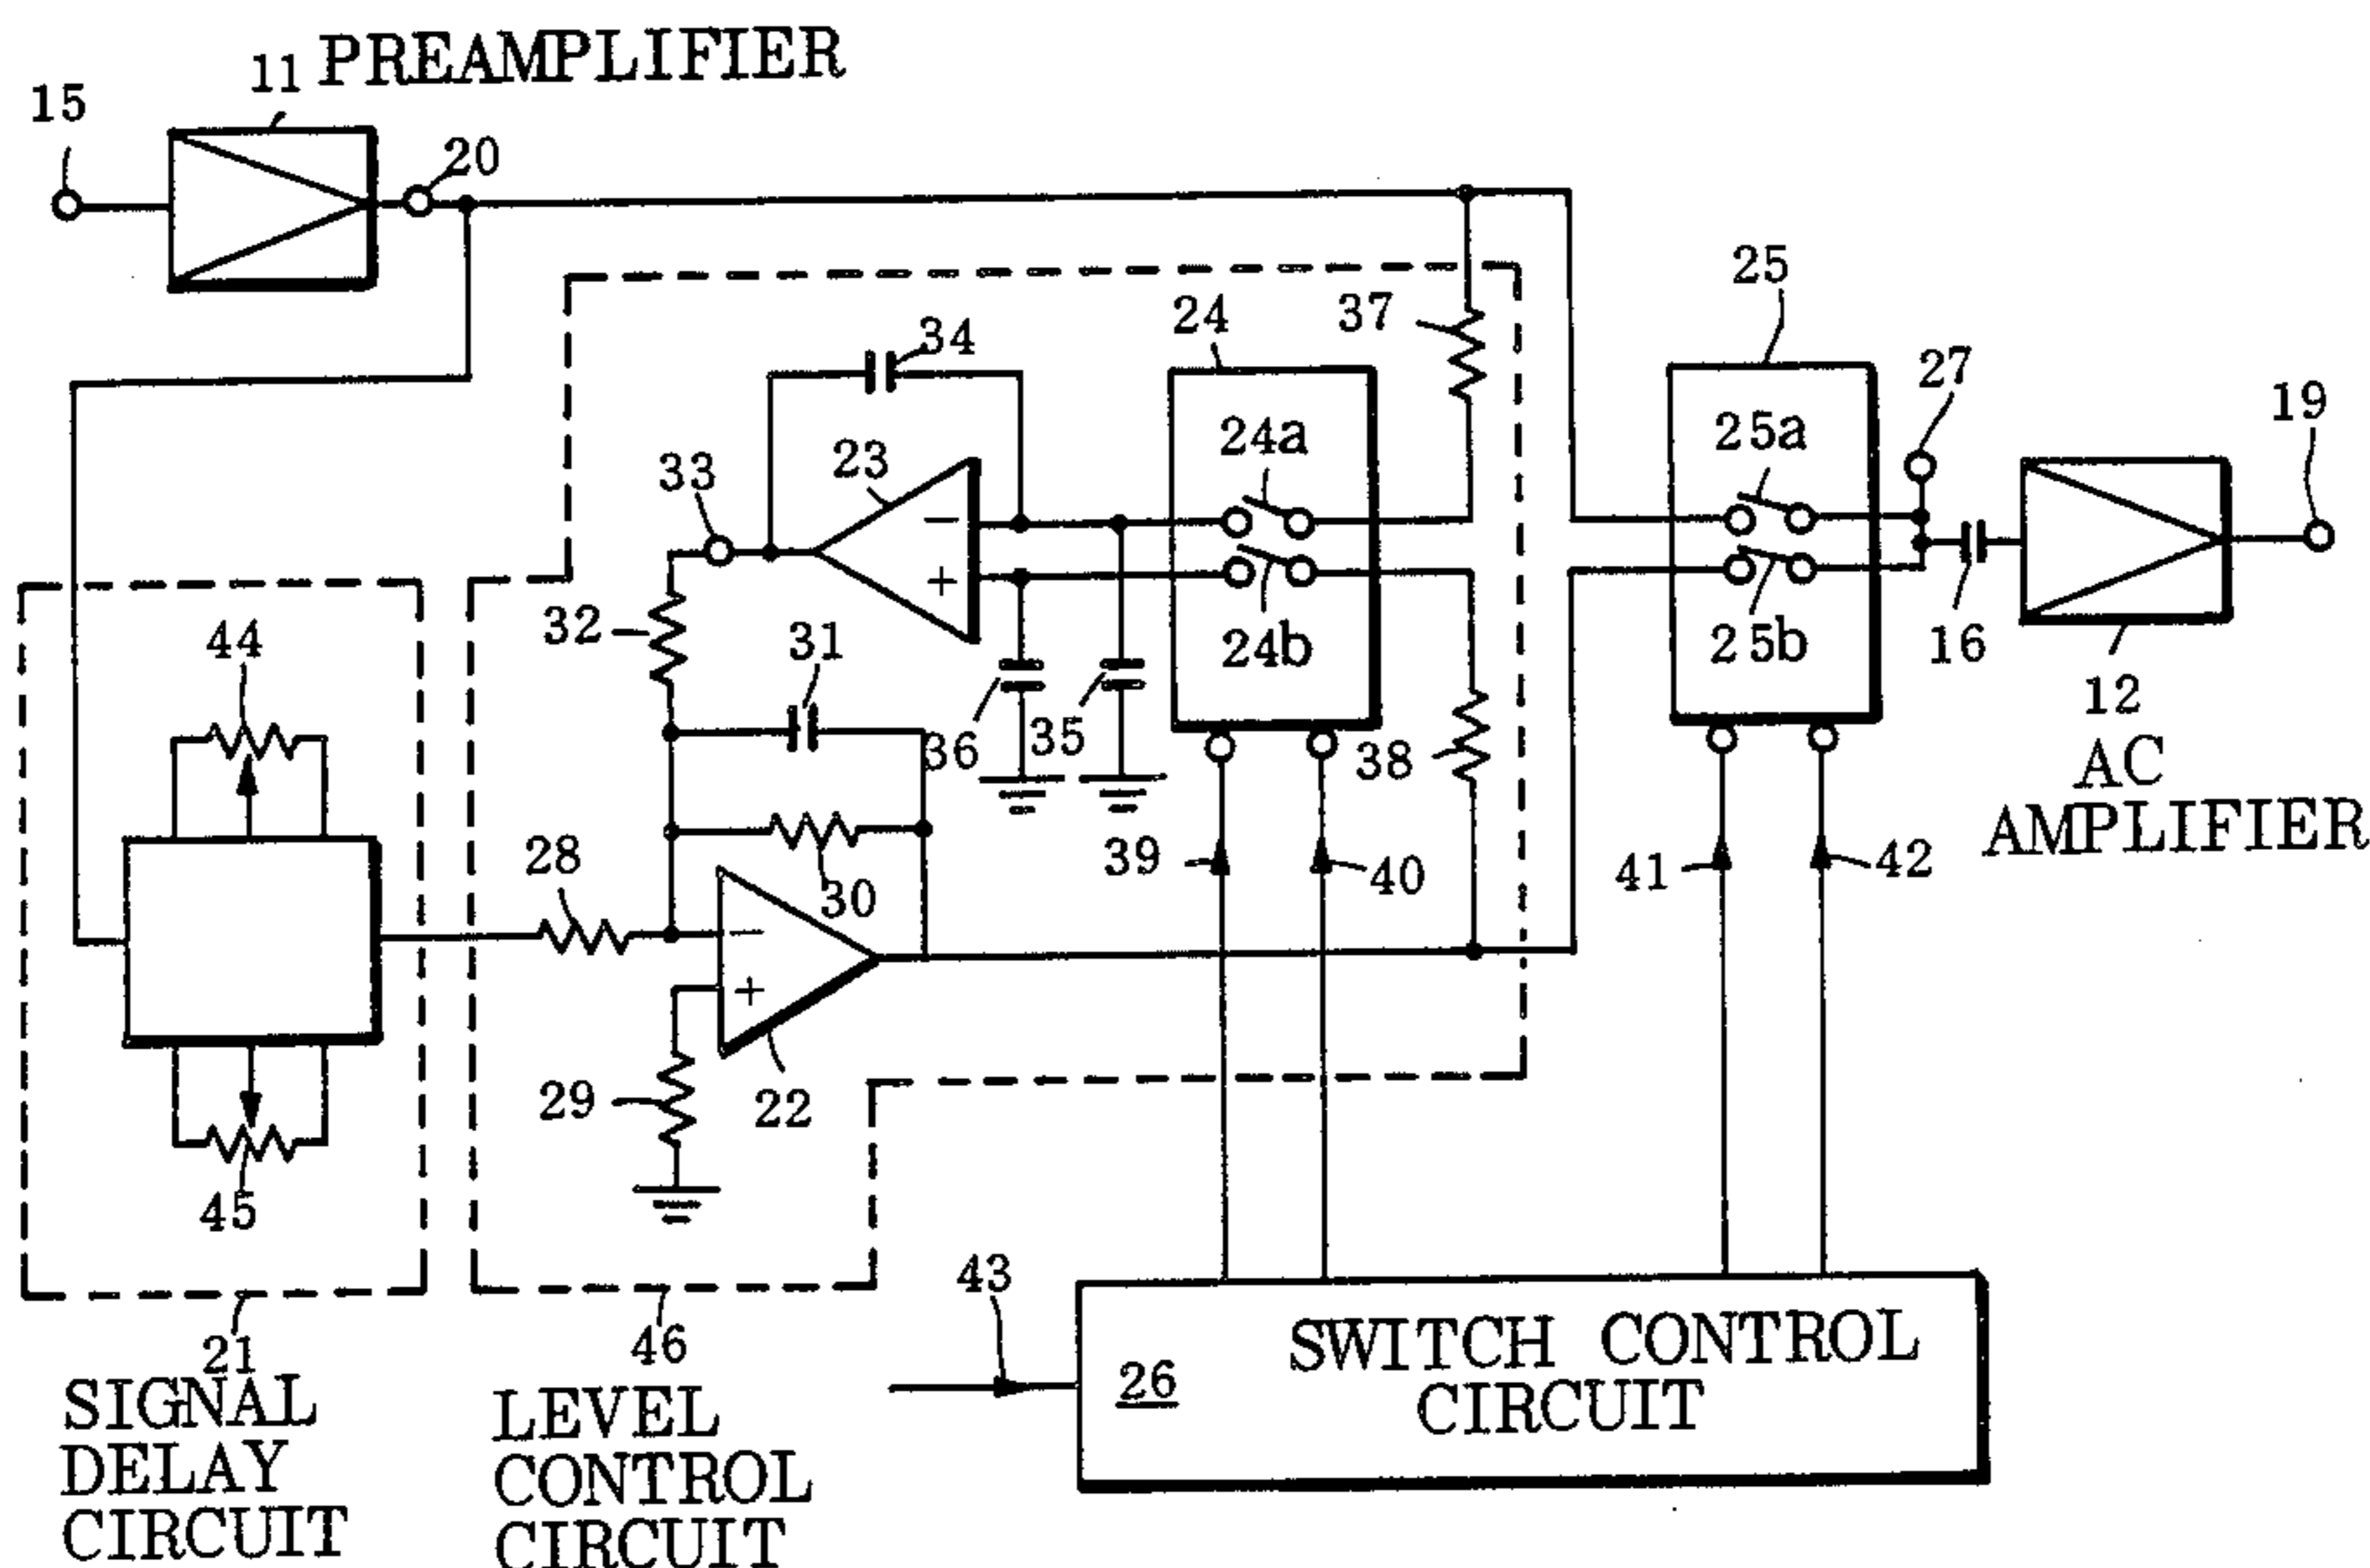 11 PREAMPLIFIER
15
20
25
24
37
34
27
19
24a
25a
23
33
32
31
44
24b
25b
16
12
AC
AMPLIFIER
36
35
38
28
30
39
40
41
42
29
22
45
43
21
SIGNAL
DELAY
CIRCUIT
46
LEVEL
CONTROL
CIRCUIT
26
SWITCH CONTROL
CIRCUIT
−
+
−
+